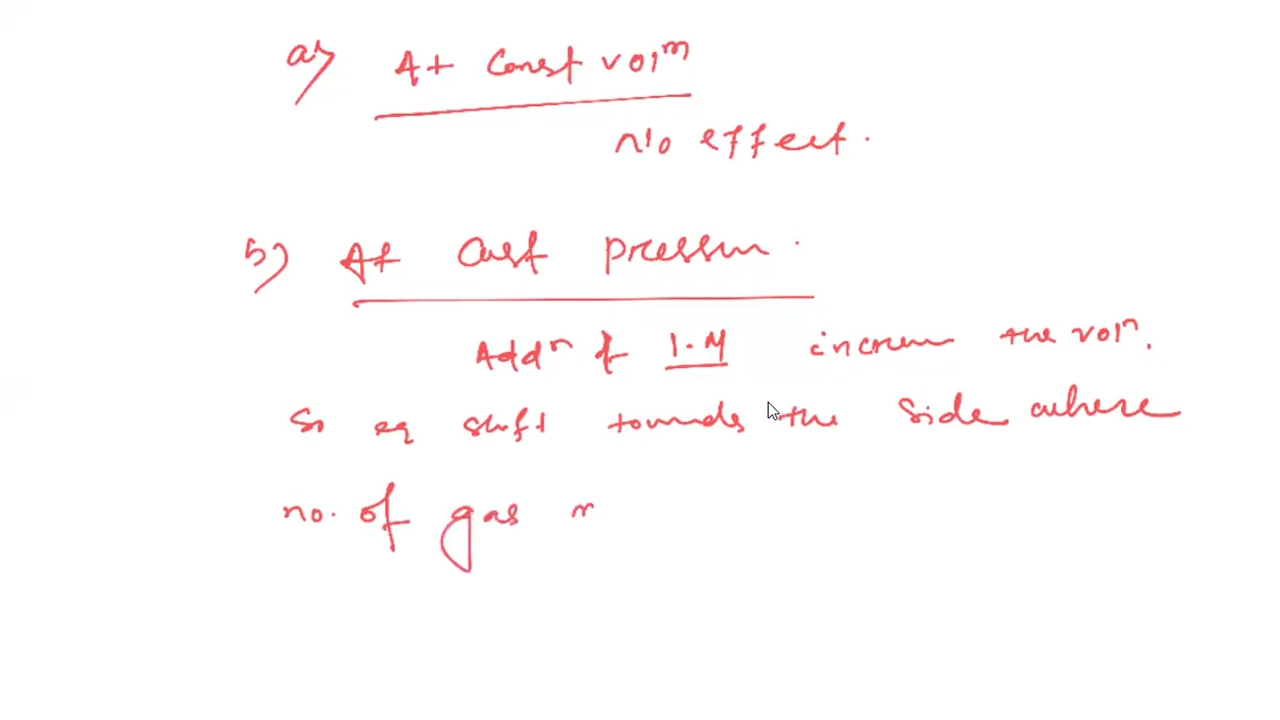 a) At Const volm
No effect.
b) At Const pressure.
Addn of I.M increase the voln.
So eq shift towards the side where
no. of gas m